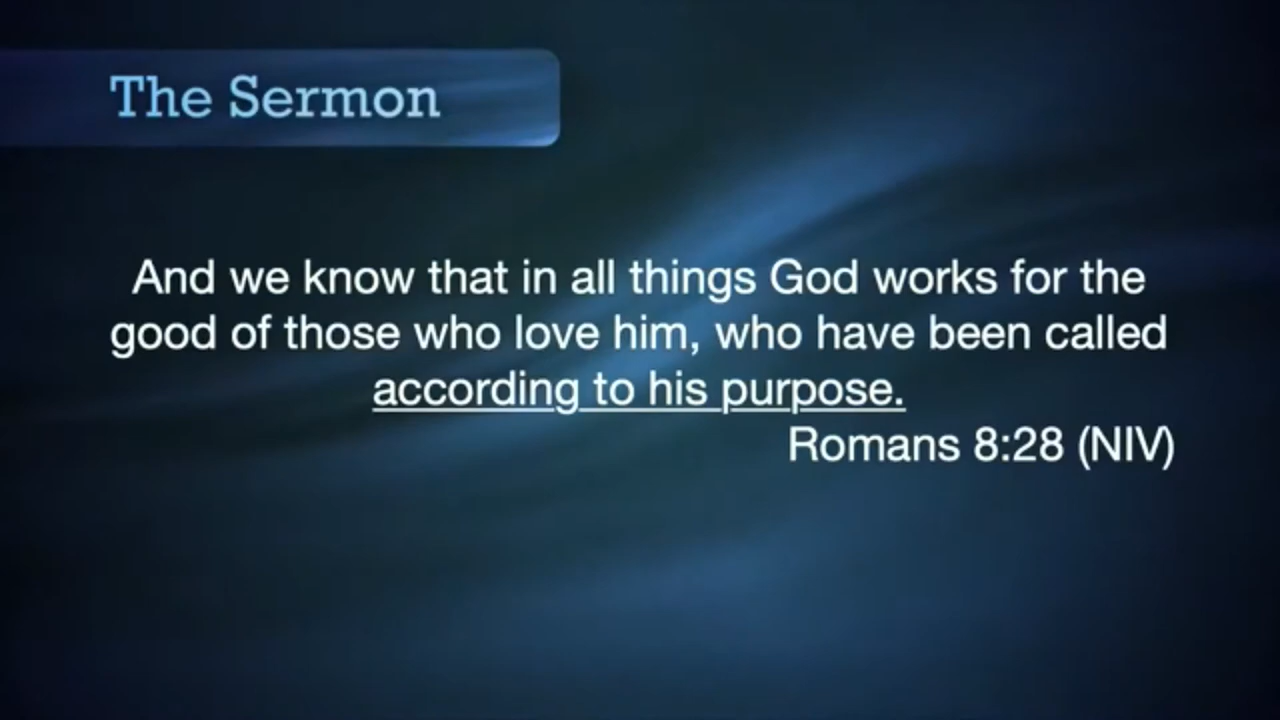 The Sermon
And we know that in all things God works for the
good of those who love him, who have been called
according to his purpose.
Romans 8:28 (NIV)